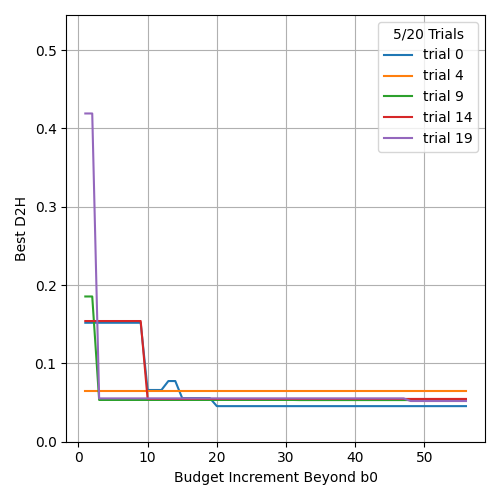 5/20 Trials
trial 0
trial 4
trial 9
trial 14
trial 19
Best D2H
0.5
0.4
0.3
0.2
0.1
0.0
0 10 20 30 40 50
Budget Increment Beyond b0